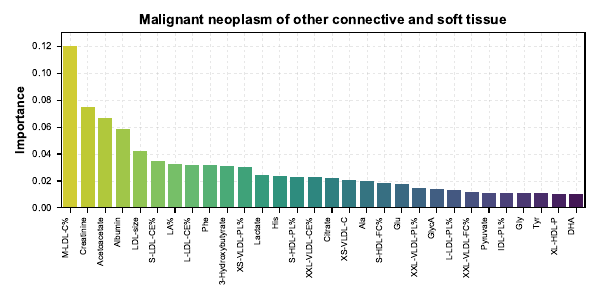 Malignant neoplasm of other connective and soft tissue
Importance
0.12
0.10
0.08
0.06
0.04
0.02
0.00
M-LDL-C%
Creatinine
Acetoacetate
Albumin
LDL-size
S-LDL-CE%
LA%
L-LDL-CE%
Phe
3-Hydroxybutyrate
XS-VLDL-PL%
Lactate
His
S-HDL-PL%
XXL-VLDL-CE%
Citrate
XS-VLDL-C
Ala
S-HDL-FC%
Glu
XXL-VLDL-PL%
GlycA
L-LDL-PL%
XXL-VLDL-FC%
Pyruvate
IDL-PL%
Gly
Tyr
XL-HDL-P
DHA